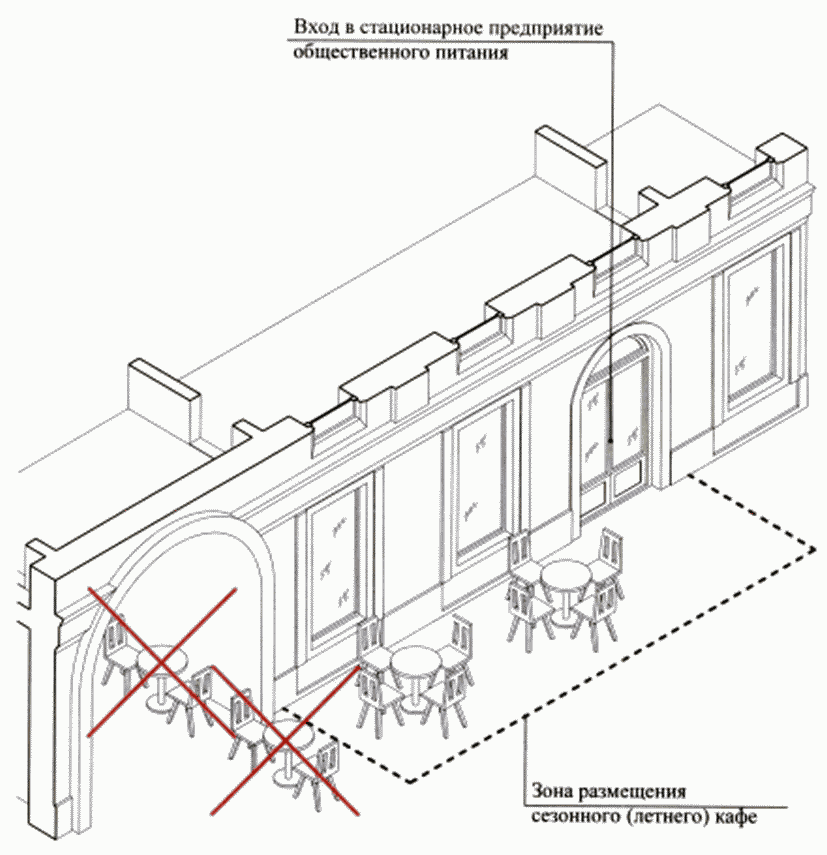 Вход в стационарное предприятие
общественного питания
Зона размещения
сезонного (летнего) кафе